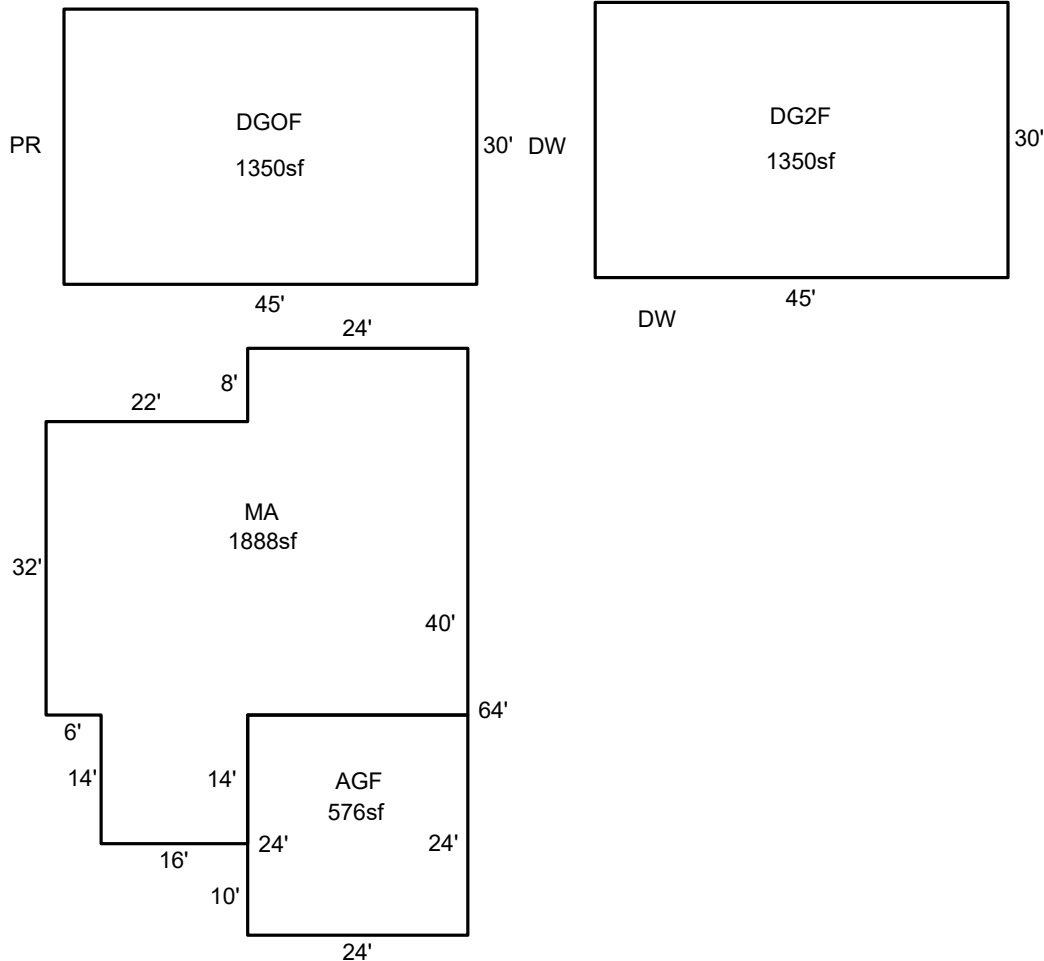 DGOF
1350sf
PR
30'
45'
DW
DG2F
1350sf
30'
45'
DW
24'
8'
22'
MA
1888sf
32'
40'
64'
6'
14'
14'
AGF
576sf
24'
24'
16'
10'
24'